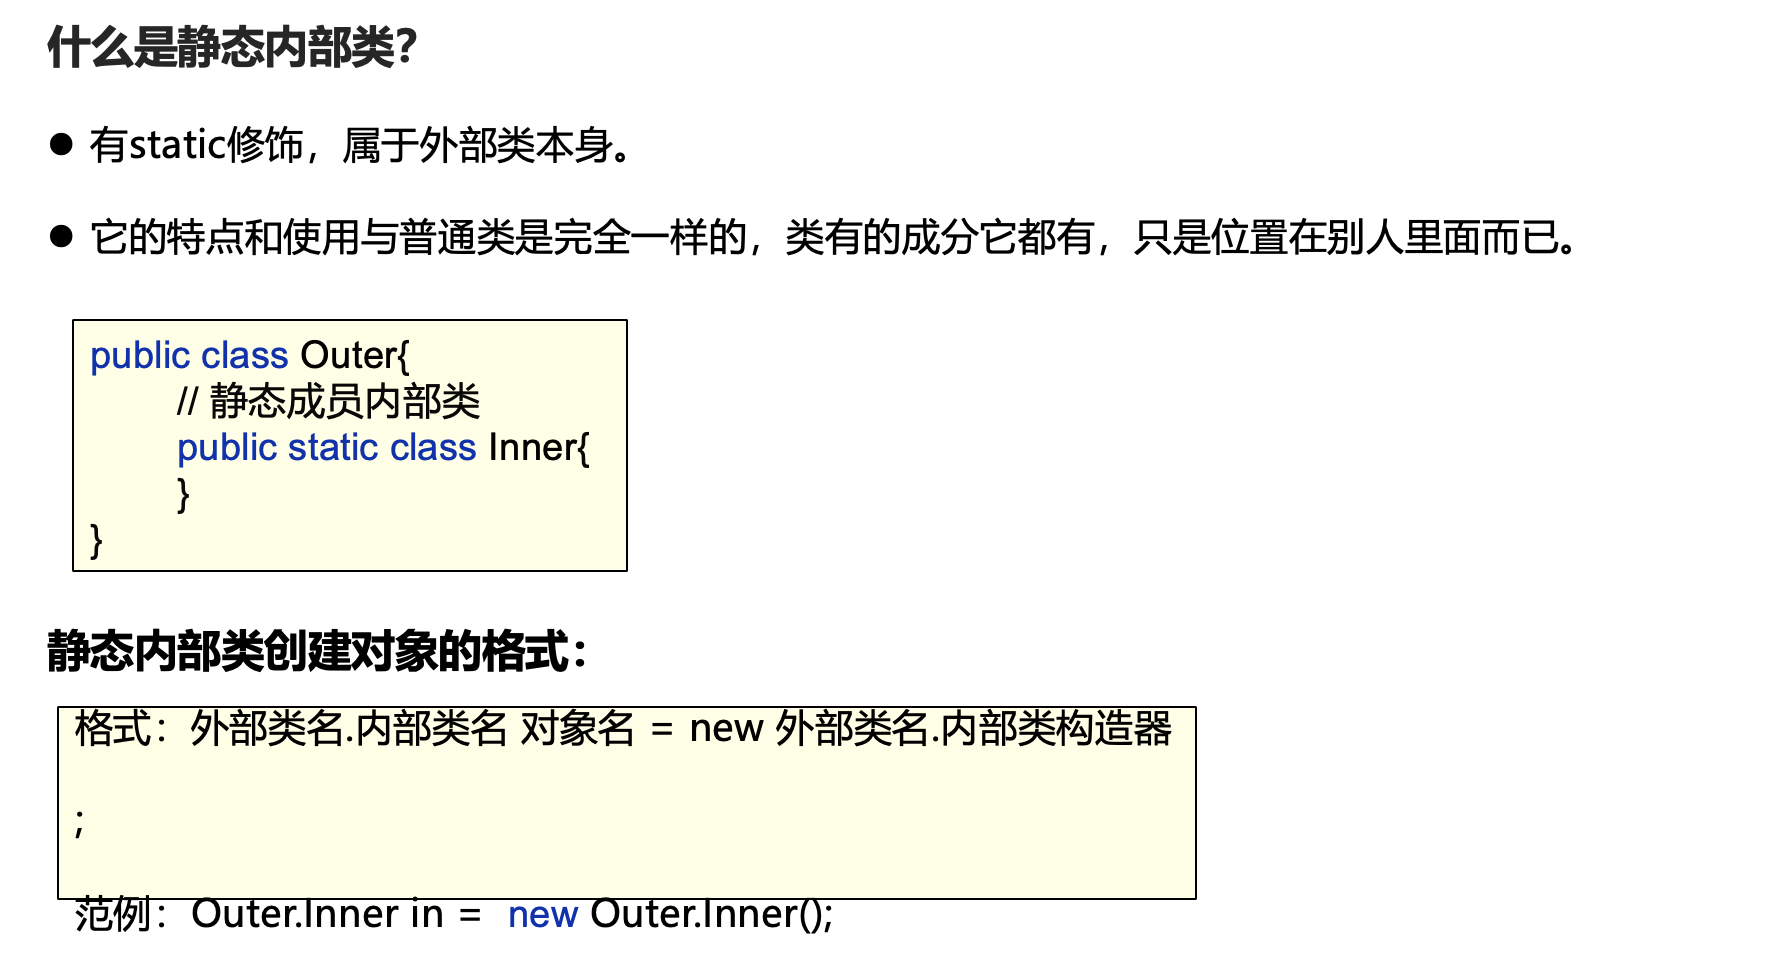 什么是静态内部类?
● 有static修饰，属于外部类本身。
● 它的特点和使用与普通类是完全一样的，类有的成分它都有，只是位置在别人里面而已。
public class Outer{
// 静态成员内部类
public static class Inner{
}
}
静态内部类创建对象的格式：
格式：外部类名.内部类名 对象名 = new 外部类名.内部类构造器
;
范例：Outer.Inner in = new Outer.Inner();